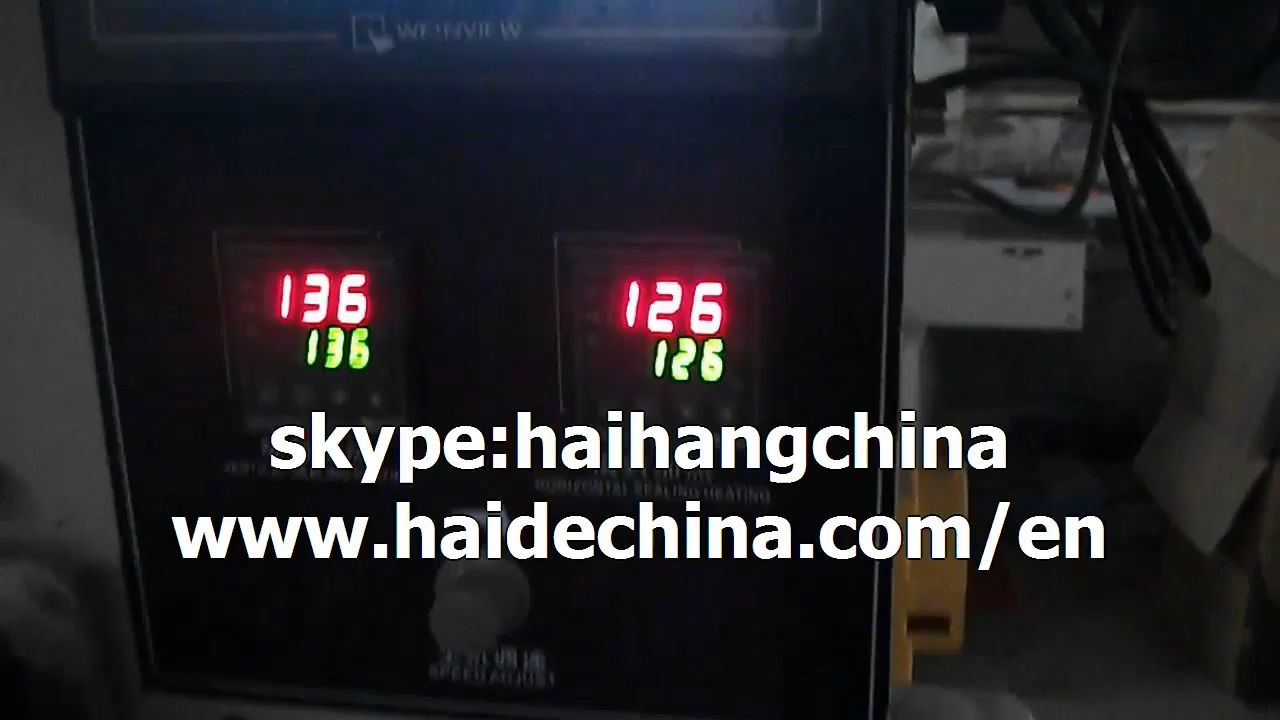 WEINVIEW
136
126
136
126
skype:haihangchina
HORIZONTAL SEALING HEATING
www.haidechina.com/en
SPEED ADJUST